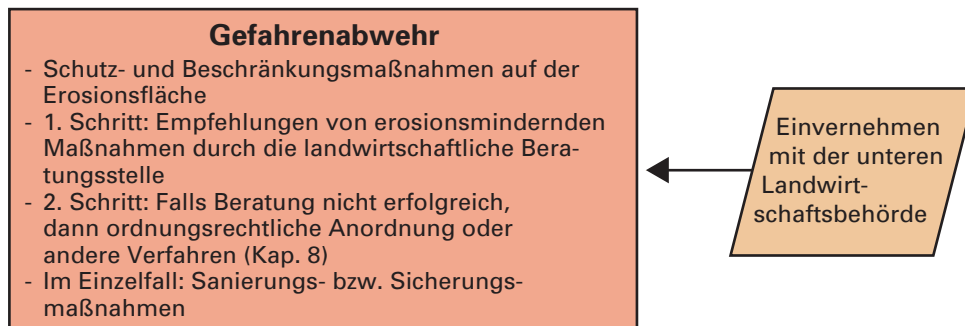 Gefahrenabwehr
- Schutz- und Beschränkungsmaßnahmen auf der
Erosionsfläche
- 1. Schritt: Empfehlungen von erosionsmindernden
Maßnahmen durch die landwirtschaftliche Bera-
tungsstelle
- 2. Schritt: Falls Beratung nicht erfolgreich,
dann ordnungsrechtliche Anordnung oder
andere Verfahren (Kap. 8)
- Im Einzelfall: Sanierungs- bzw. Sicherungs-
maßnahmen
Einvernehmen
mit der unteren
Landwirt-
schaftsbehörde